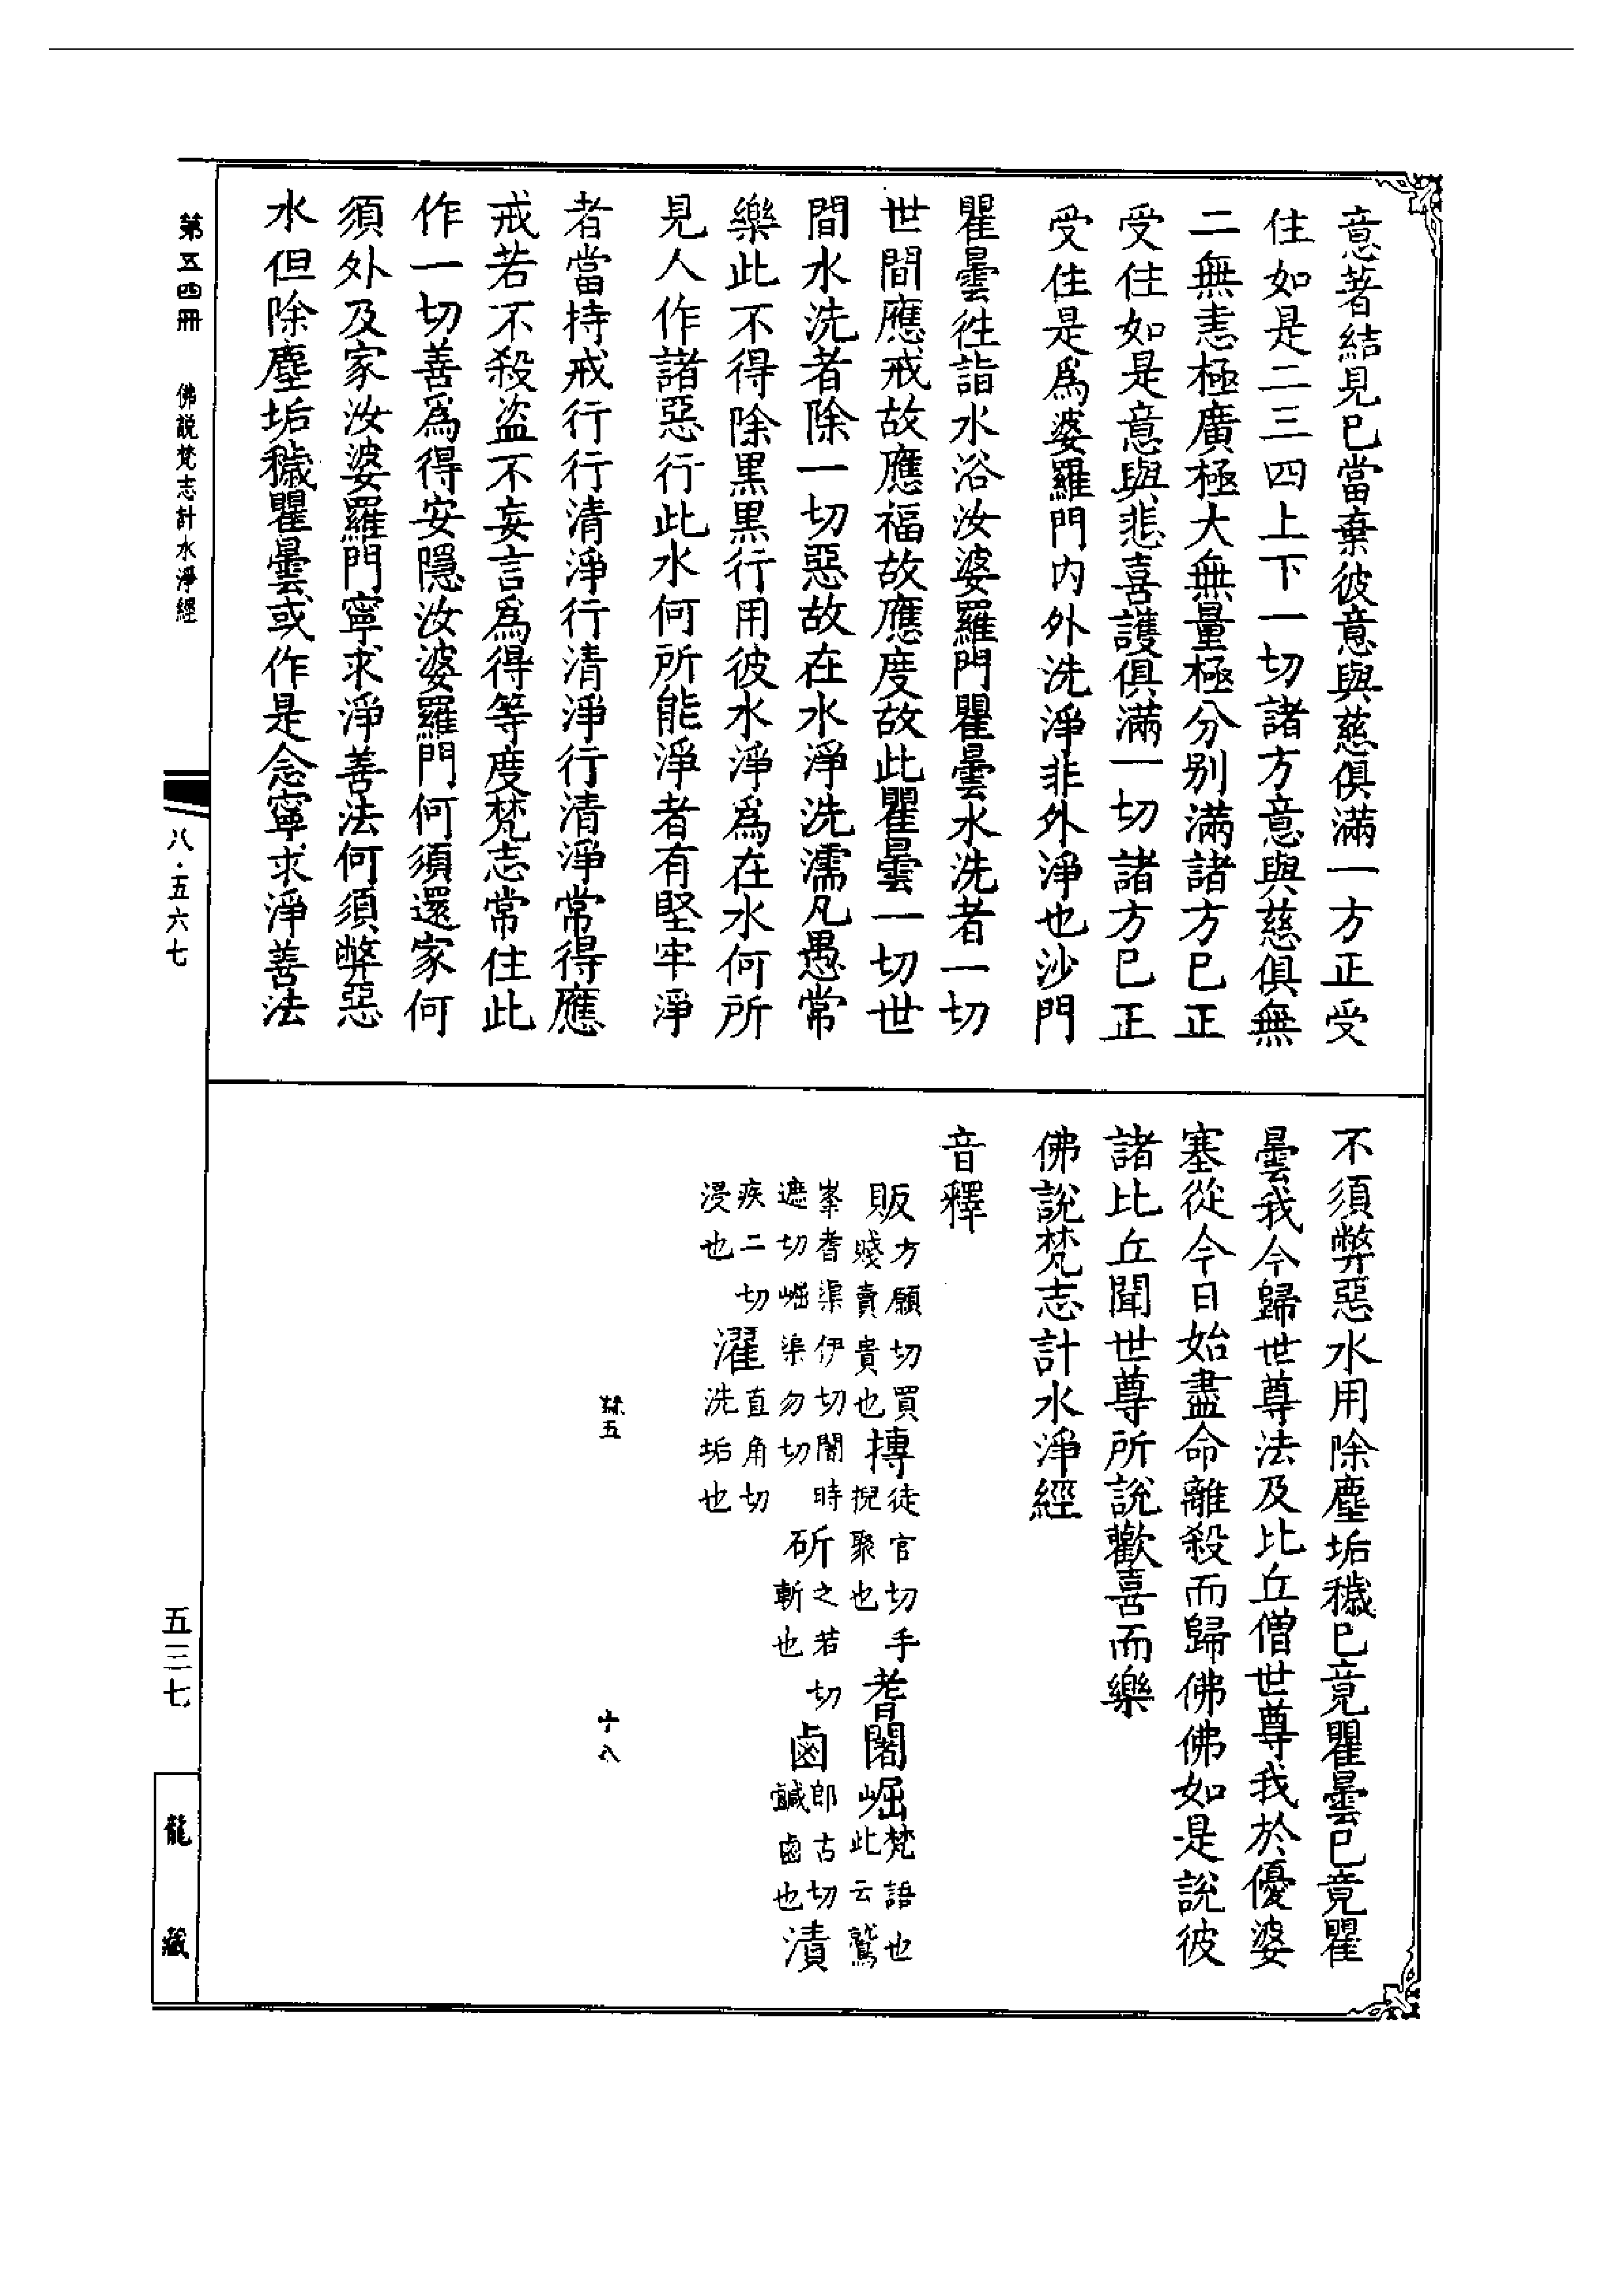 意著結見已當棄彼意與慈俱滿一方正受
住如是二三四上下一切諸方意與慈俱無
二無恚極廣極大無量極分別滿諸方已正
受住如是意與悲喜護俱滿一切諸方已正
受住是爲婆羅門内外洗淨非外淨也沙門
瞿曇徃詣水浴汝婆羅門瞿曇水洗者一切
世間應戒故應福故應度故此瞿曇一切世
間水洗者除一切惡故在水淨洗濡凡愚常
樂此不得除黑黑行用彼水淨爲在水何所
見人作諸惡行此水何所能淨者有堅牢淨
者當持戒行行清淨行清淨行清淨常得應
戒若不殺盜不妄言爲得等度梵志常住此
作一切善爲得安隱汝婆羅門何須還家何
須外及家汝婆羅門寧求淨善法何須弊惡
水但除塵垢穢瞿曇或作是念寧求淨善法
不須弊惡水用除塵垢穢已竟瞿曇已竟瞿
曇我今歸世尊法及比丘僧世尊我於優婆
塞從今日始盡命離殺而歸佛佛如是說彼
諸比丘聞世尊所說歡喜而樂
佛說梵志計水淨經
音釋
販方願切買賤賣貴也摶徒官切手捏聚也耆闍崛梵語也此云鷲
峯耆渠伊切闍時遮切崛渠勿切斫之若切斬也鹵郎古切鹹鹵也漬
疾二切浸也濯直角切洗垢也
十八
第五四冊 佛説梵志計水淨經
八·五六七
五三七
龍藏